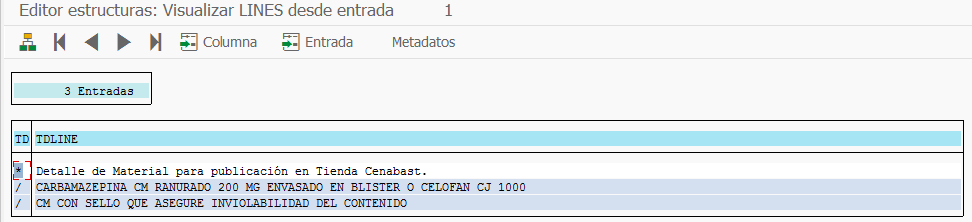 Editor estructuras: Visualizar LINES desde entrada 1
Columna Entrada Metadatos
3 Entradas
TD TDLINE
* Detalle de Material para publicación en Tienda Cenabast.
/ CARBAMAZEPINA CM RANURADO 200 MG ENVASADO EN BLISTER O CELOFAN CJ 1000
/ CM CON SELLO QUE ASEGURE INVIOLABILIDAD DEL CONTENIDO